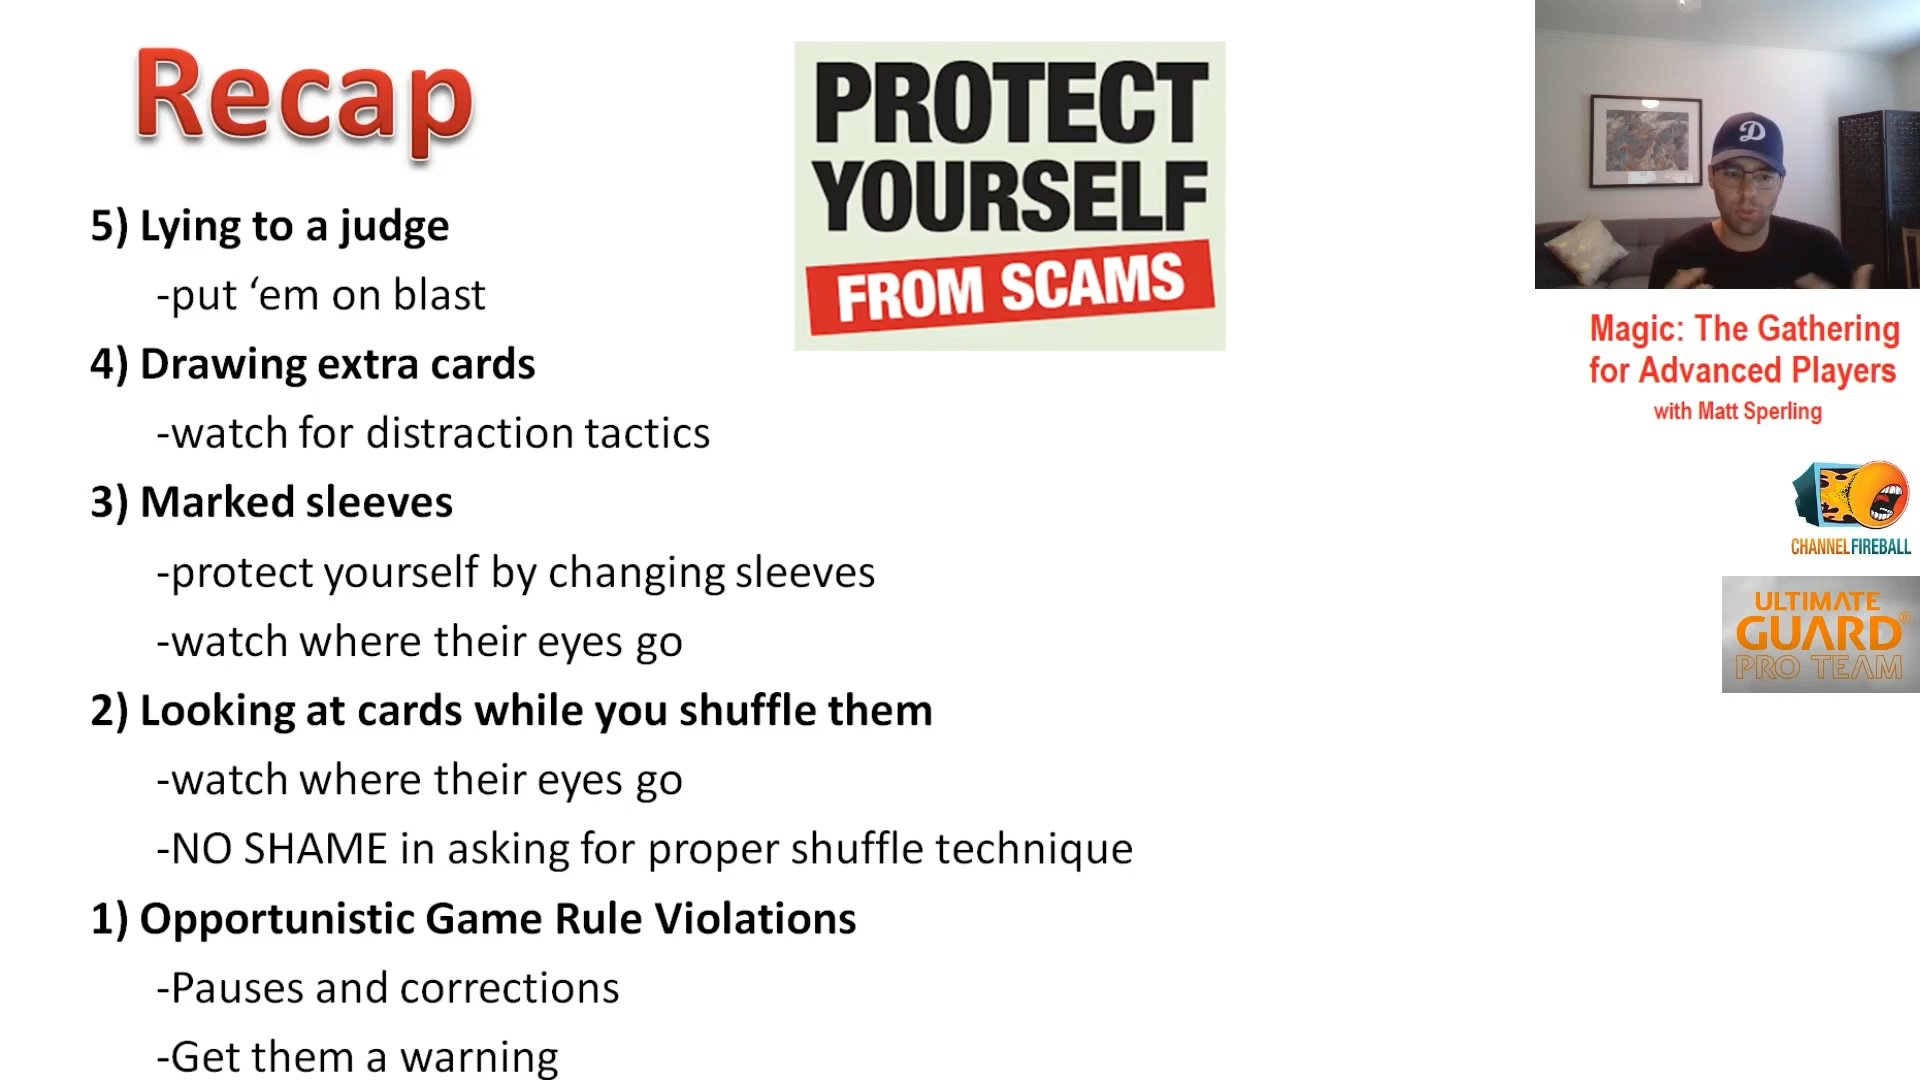 Recap
5) Lying to a judge
-put ‘em on blast
4) Drawing extra cards
-watch for distraction tactics
3) Marked sleeves
-protect yourself by changing sleeves
-watch where their eyes go
2) Looking at cards while you shuffle them
-watch where their eyes go
-NO SHAME in asking for proper shuffle technique
1) Opportunistic Game Rule Violations
-Pauses and corrections
-Get them a warning
PROTECT
YOURSELF
FROM SCAMS
D
Magic: The Gathering
for Advanced Players
with Matt Sperling
CHANNELFIREBALL
ULTIMATE
GUARD®
PRO TEAM